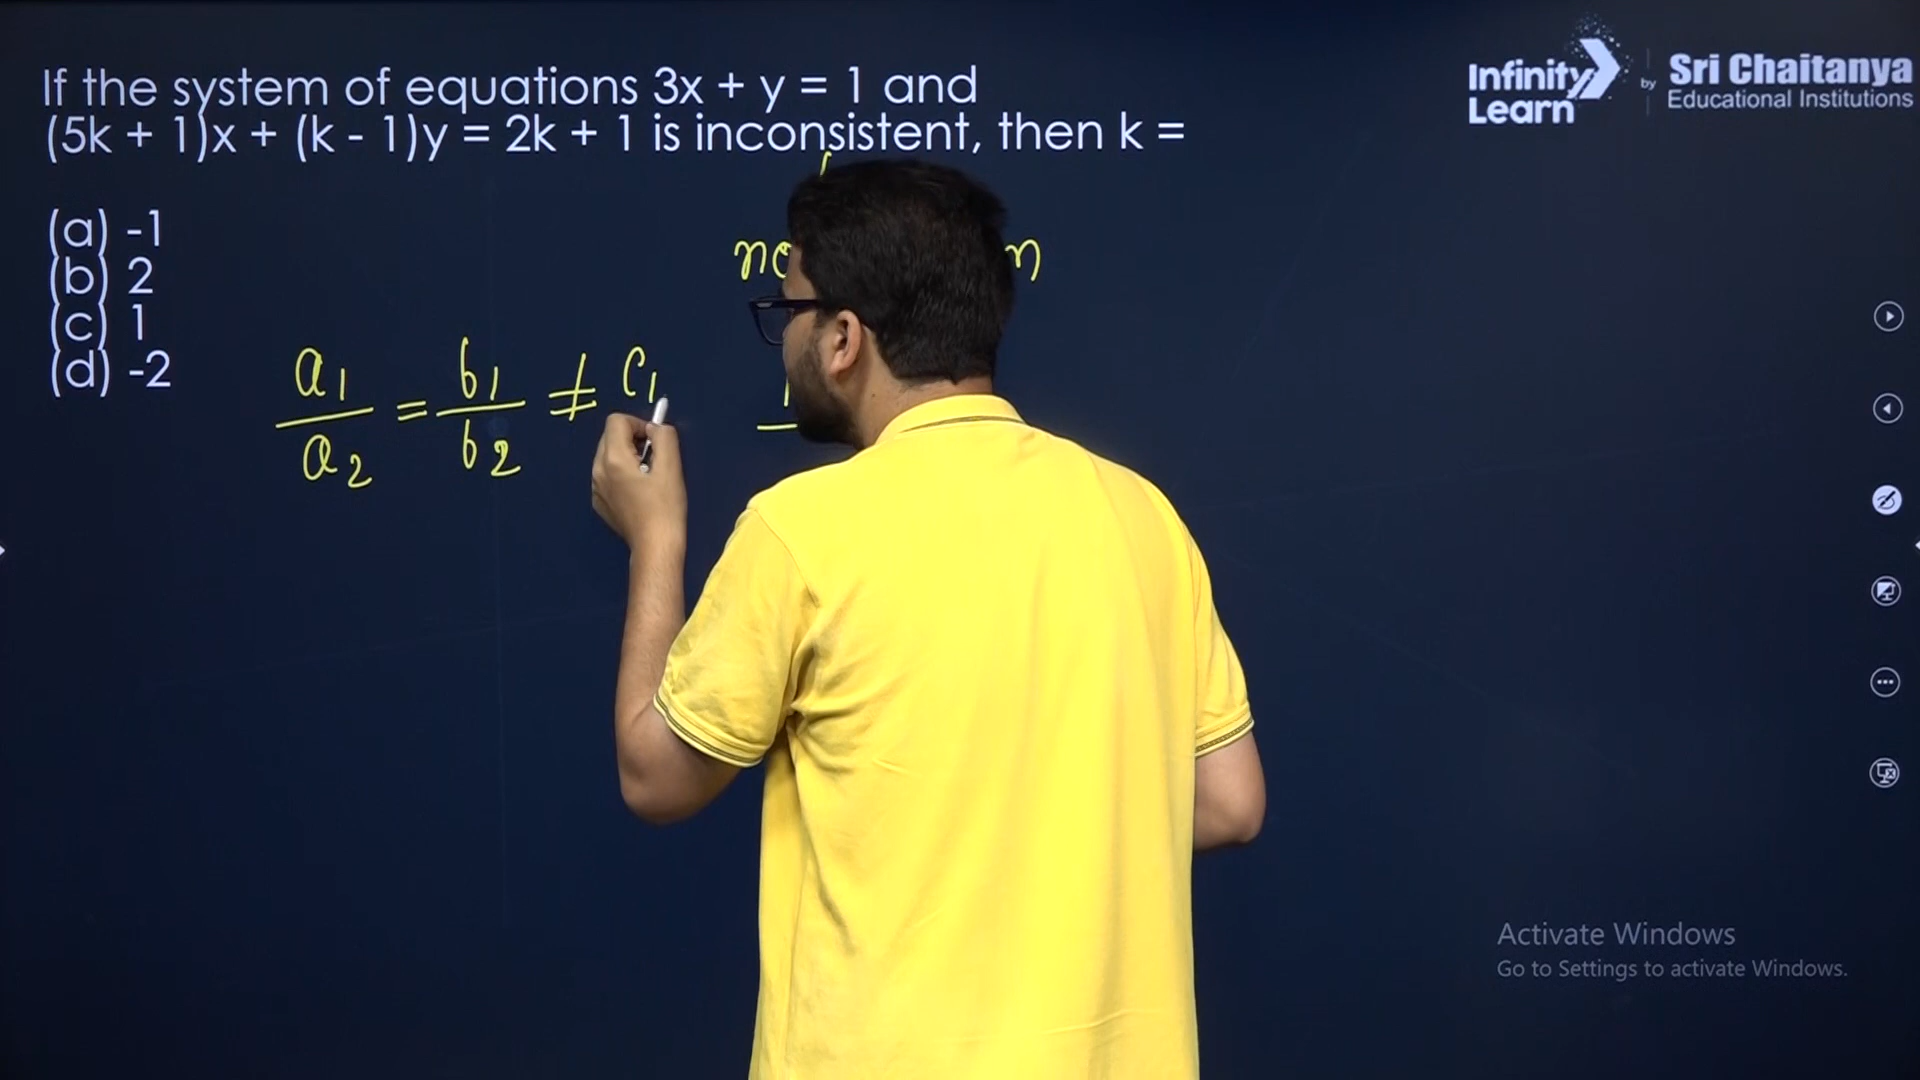 If the system of equations 3x + y = 1 and
(5k + 1)x + (k - 1)y = 2k + 1 is inconsistent, then k =
(a) -1
(b) 2
(c) 1
(d) -2
a1/a2 = b1/b2 ≠ c1
Infinity Learn by Sri Chaitanya Educational Institutions
Activate Windows
Go to Settings to activate Windows.